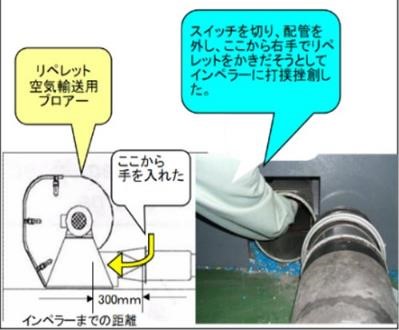 リペレット
空気輸送用
ブロアー
スイッチを切り、配管を
外し、ここから右手でリペ
レットをかきだそうとして
インペラーに打撲挫創し
た。
ここから
手を入れた
300mm
インペラーまでの距離